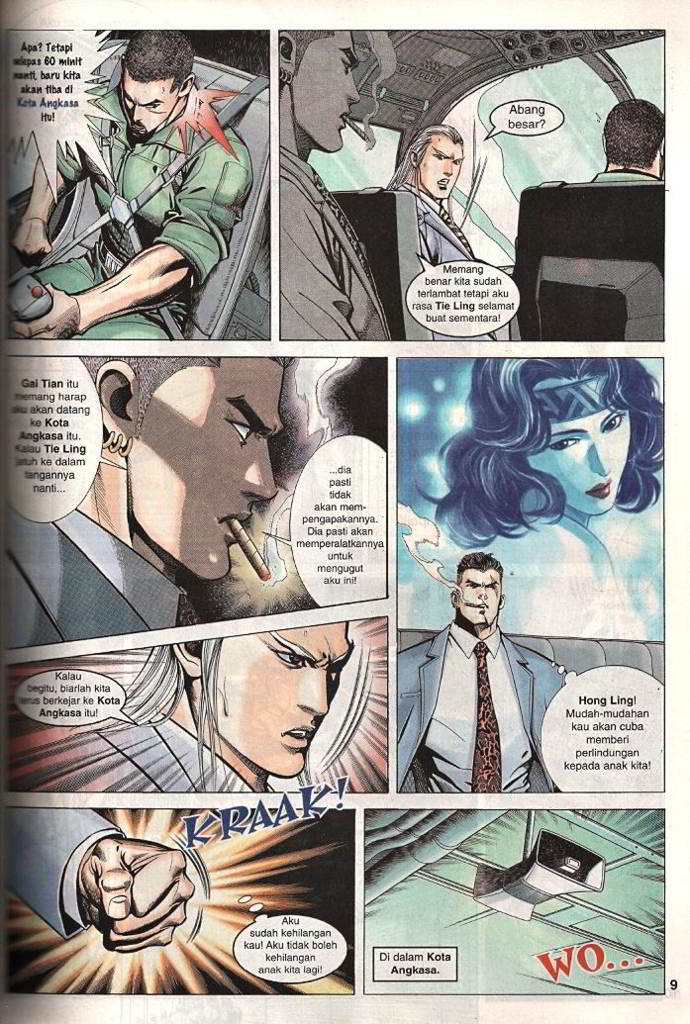 Apa? Tetapi
selepas 60 minit
nanti, baru kita
akan tiba di
Kota Angkasa
itu!
Abang
besar?
Memang
benar kita sudah
terlambat tetapi aku
rasa Tie Ling selamat
buat sementara!
Gai Tian itu
memang harap
aku akan datang
ke Kota
Angkasa itu.
Kalau Tie Ling
jatuh ke dalam
tangannya
nanti...
...dia
pasti
tidak
akan mem-
pengapakannya.
Dia pasti akan
memperalatkannya
untuk
mengugut
aku ini!
Hong Ling!
Mudah-mudahan
kau akan cuba
memberi
perlindungan
kepada anak kita!
Kalau
begitu, biarlah kita
terus berkejar ke Kota
Angkasa itu!
KRAAK!
Aku
sudah kehilangan
kau! Aku tidak boleh
kehilangan
anak kita lagi!
Di dalam Kota
Angkasa.
WO...
9